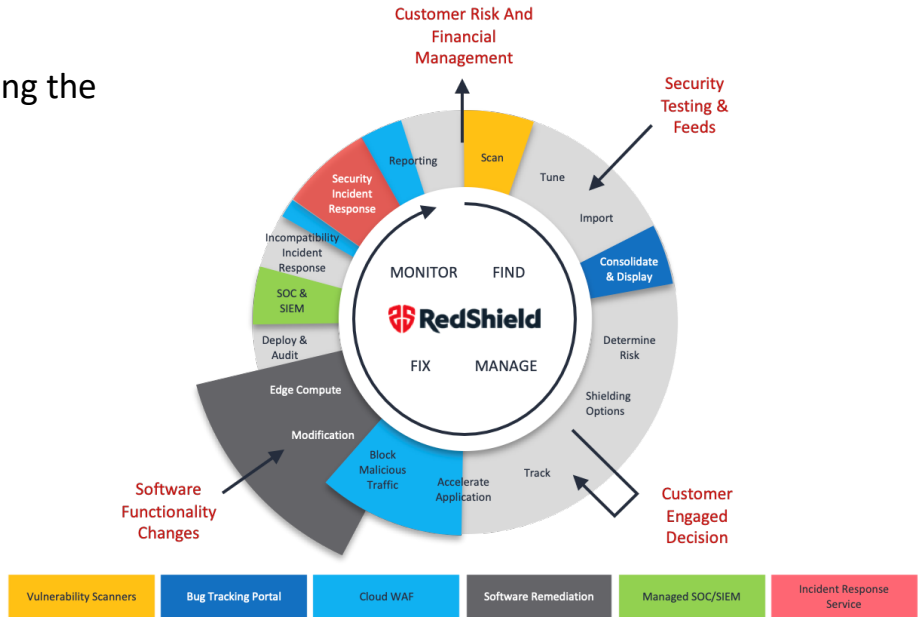 Customer Risk And
Financial
Management
ng the
Security
Testing &
Feeds
Reporting
Scan
Security
Incident
Response
Tune
Import
Incompatibility
Incident
Response
Consolidate
& Display
MONITOR FIND
SOC &
SIEM
RedShield
Deploy &
Audit
Determine
Risk
FIX MANAGE
Edge Compute
Shielding
Options
Modification
Block
Malicious
Traffic
Accelerate
Application
Track
Software
Functionality
Changes
Customer
Engaged
Decision
Vulnerability Scanners
Bug Tracking Portal
Cloud WAF
Software Remediation
Managed SOC/SIEM
Incident Response
Service